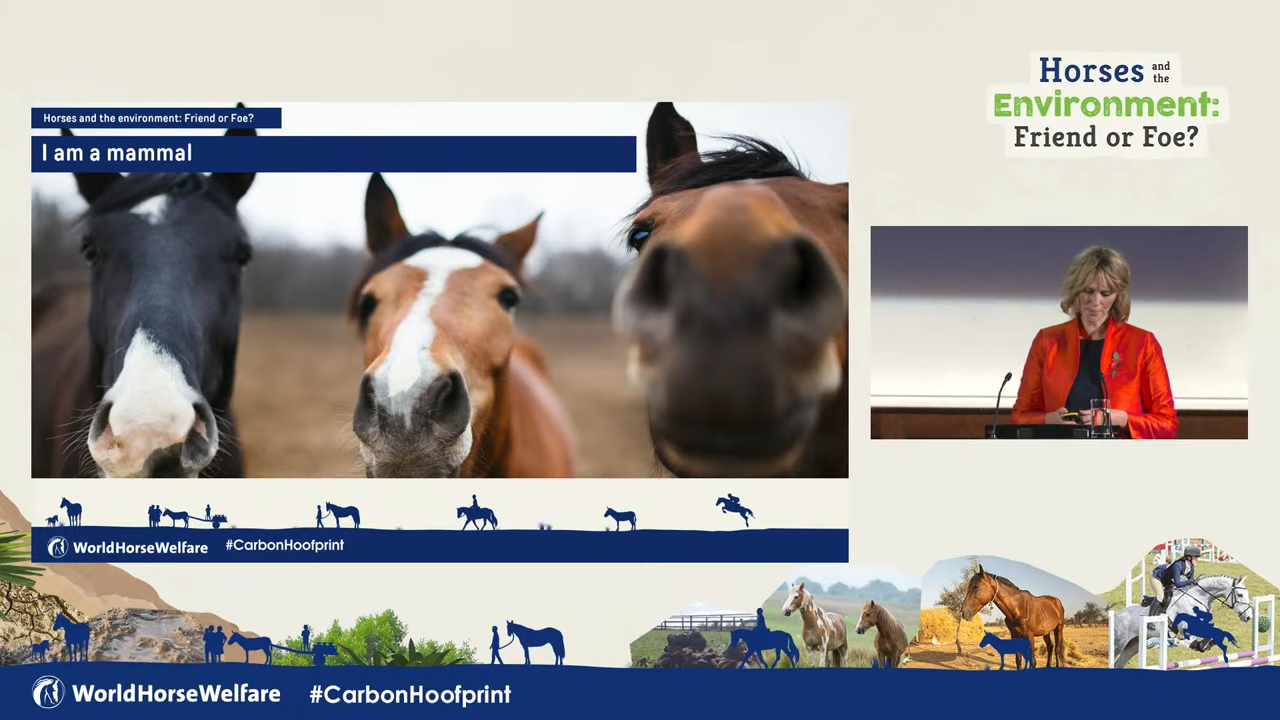 Horses and the
Environment:
Friend or Foe?
Horses and the environment: Friend or Foe?
I am a mammal
WorldHorseWelfare #CarbonHoofprint
WorldHorseWelfare #CarbonHoofprint